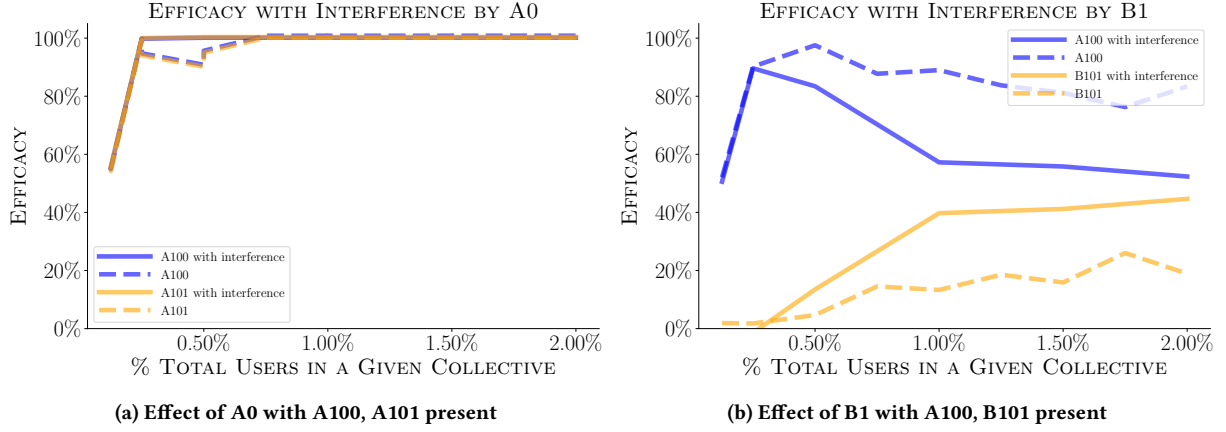 EFFICACY WITH INTERFERENCE BY A0
100%
80%
60%
40%
20%
0%
EFFICACY
A100 with interference
A100
A101 with interference
A101
0.50%
1.00%
1.50%
2.00%
% TOTAL USERS IN A GIVEN COLLECTIVE
(a) Effect of A0 with A100, A101 present
EFFICACY WITH INTERFERENCE BY B1
100%
80%
60%
40%
20%
0%
EFFICACY
A100 with interference
A100
B101 with interference
B101
0.50%
1.00%
1.50%
2.00%
% TOTAL USERS IN A GIVEN COLLECTIVE
(b) Effect of B1 with A100, B101 present